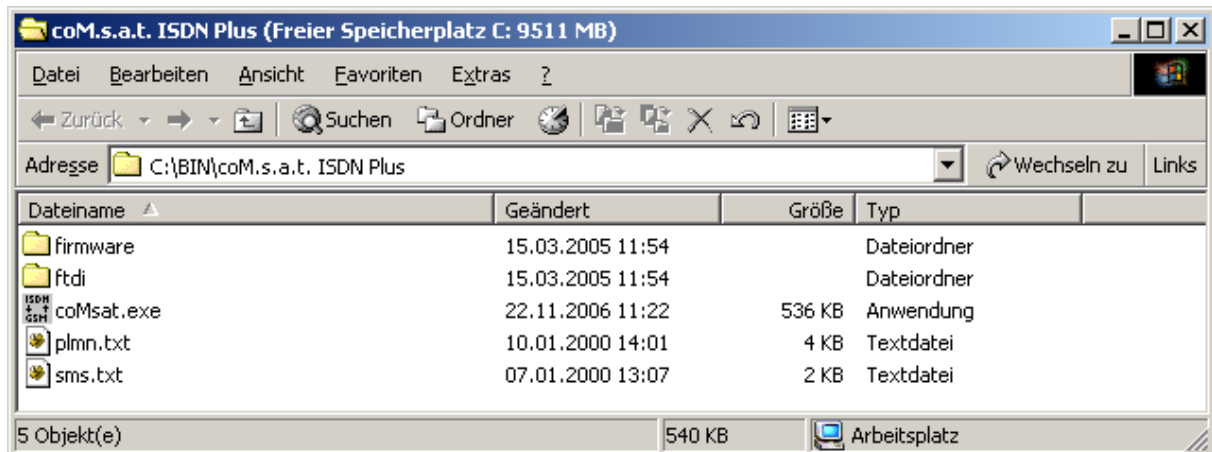 coM.s.a.t. ISDN Plus (Freier Speicherplatz C: 9511 MB)
Datei Bearbeiten Ansicht Favoriten Extras ?
Zurück Suchen Ordner
Adresse C:\BIN\coM.s.a.t. ISDN Plus Wechseln zu Links
Dateiname Geändert Größe Typ
firmware 15.03.2005 11:54 Dateiordner
ftdi 15.03.2005 11:54 Dateiordner
ISDN GSM coMsat.exe 22.11.2006 11:22 536 KB Anwendung
plmn.txt 10.01.2000 14:01 4 KB Textdatei
sms.txt 07.01.2000 13:07 2 KB Textdatei
5 Objekt(e) 540 KB Arbeitsplatz